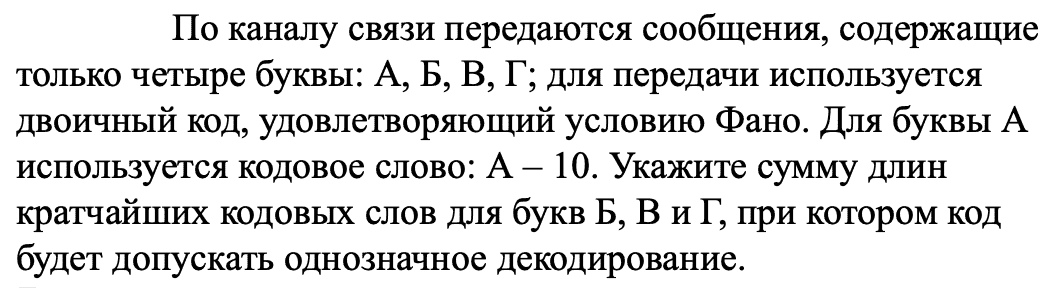 По каналу связи передаются сообщения, содержащие
только четыре буквы: А, Б, В, Г; для передачи используется
двоичный код, удовлетворяющий условию Фано. Для буквы А
используется кодовое слово: А – 10. Укажите сумму длин
кратчайших кодовых слов для букв Б, В и Г, при котором код
будет допускать однозначное декодирование.